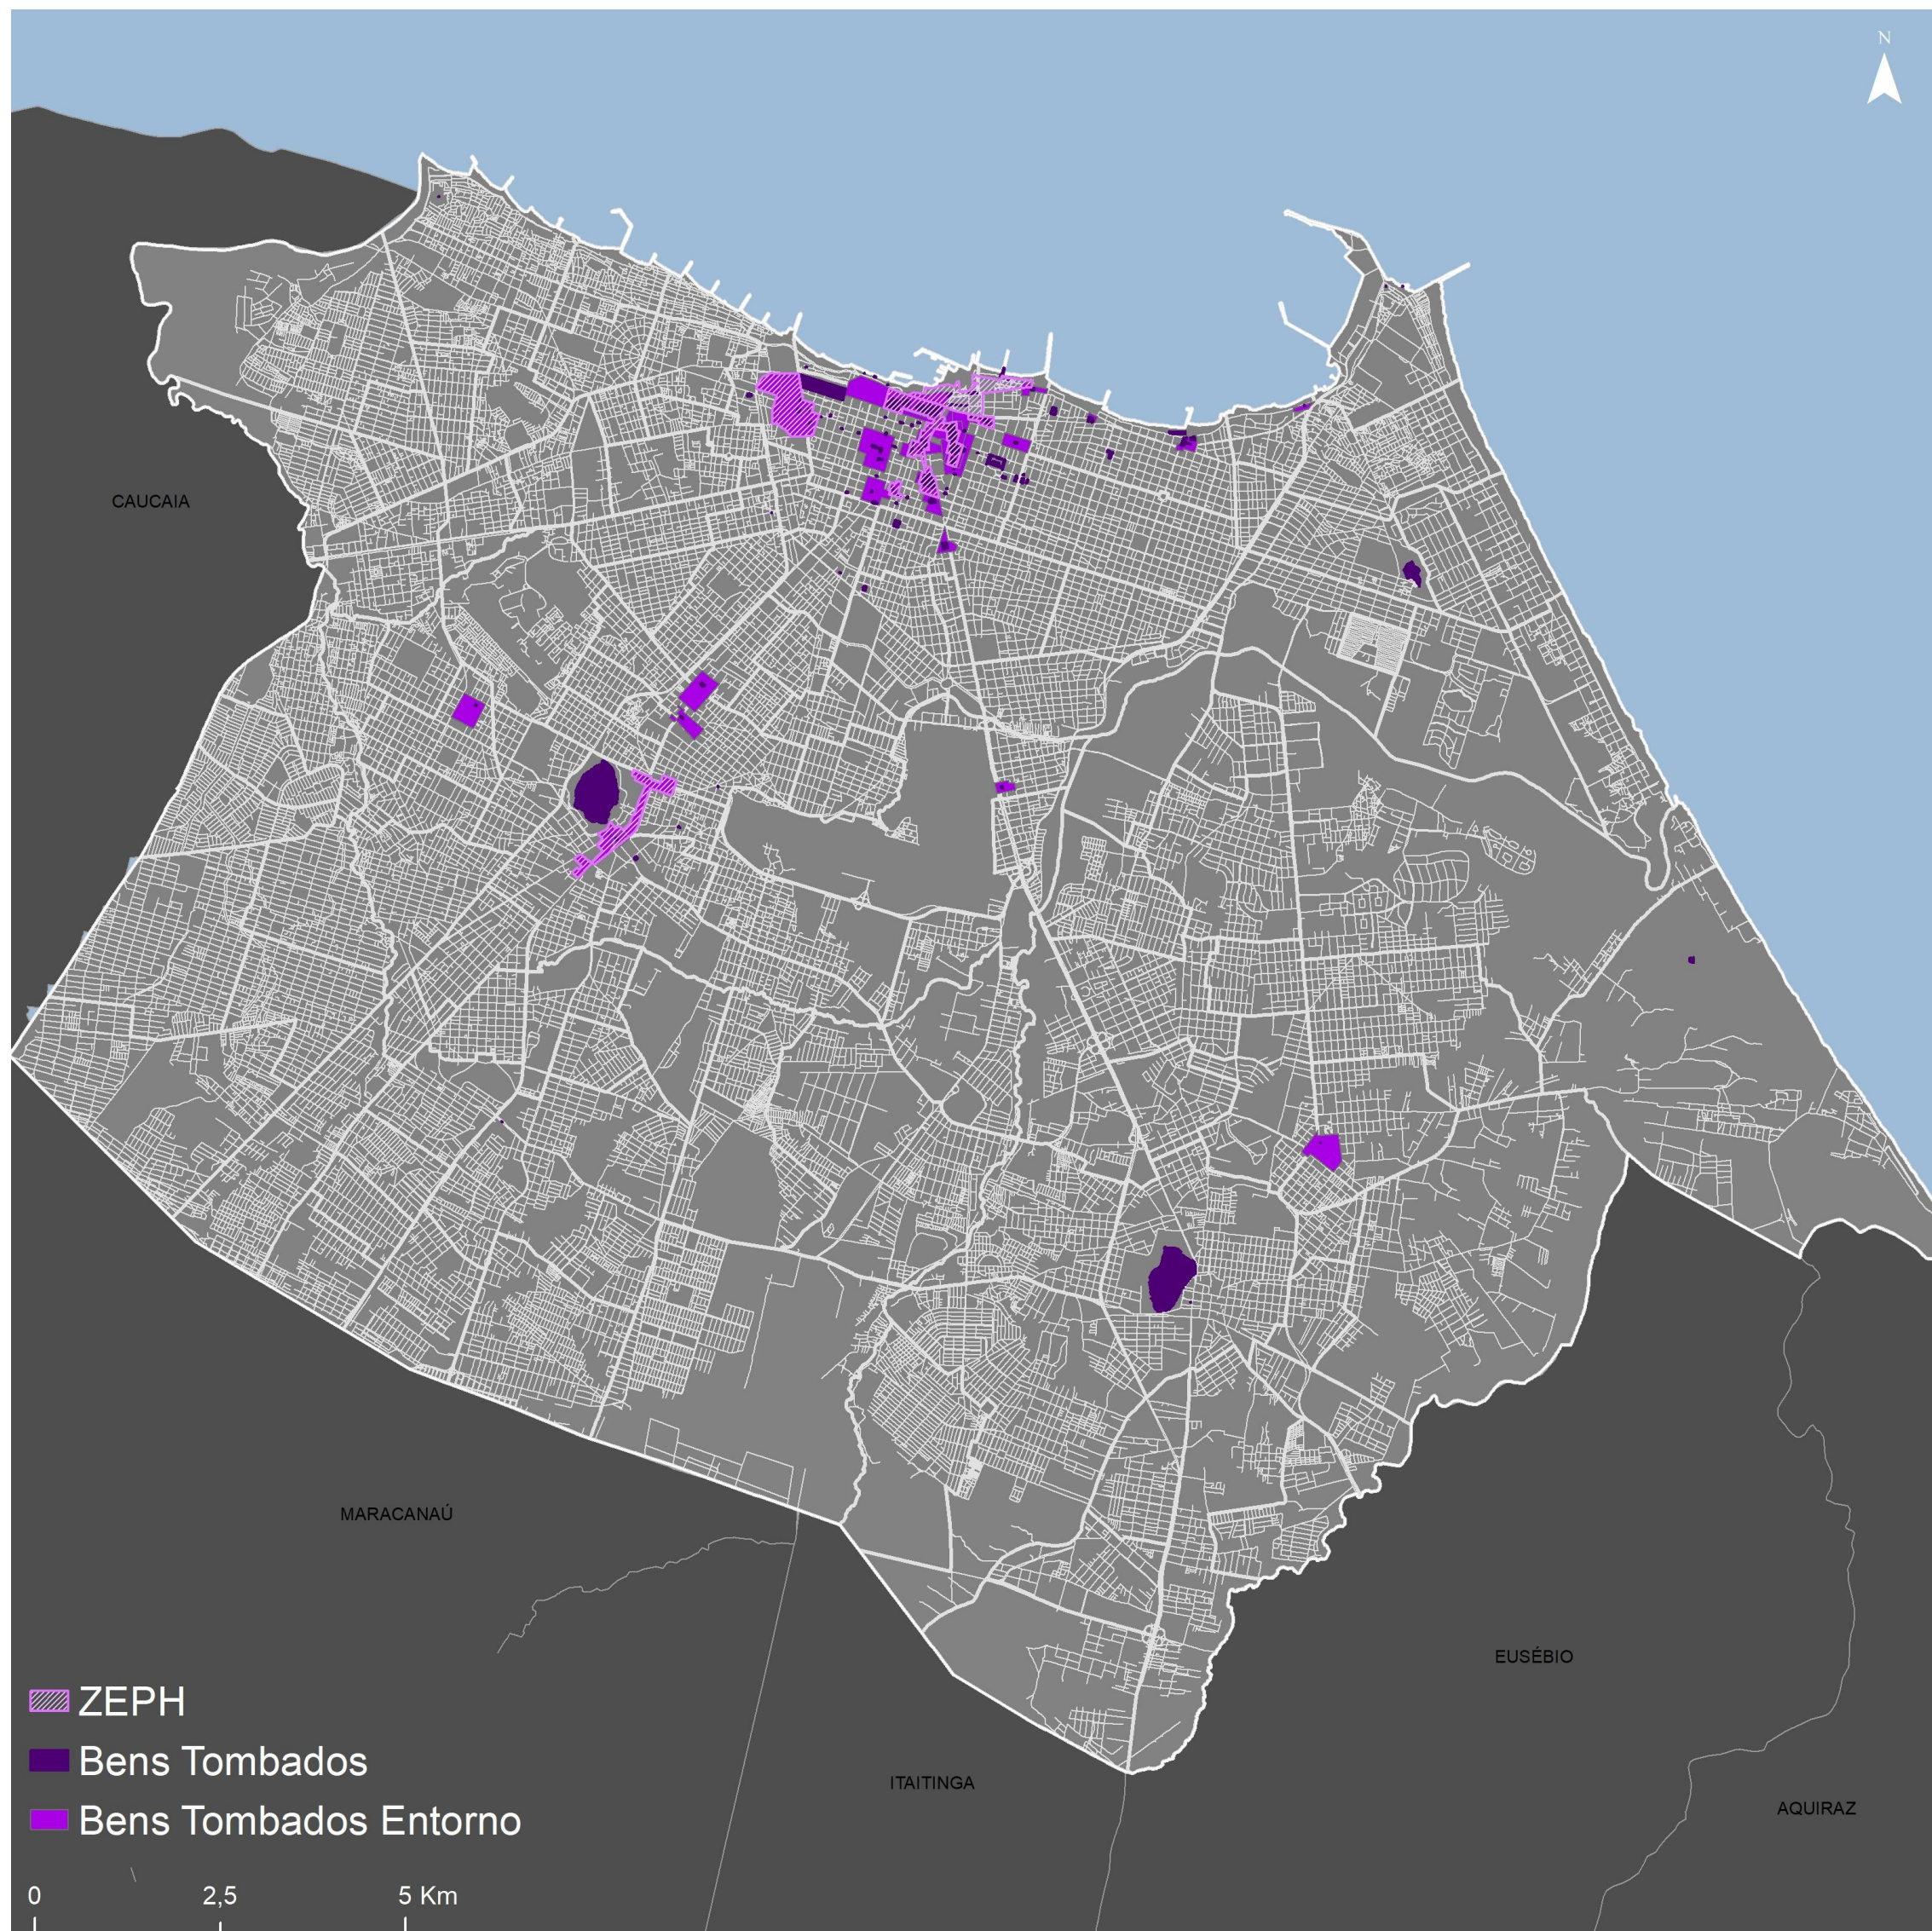 N
CAUCAIA
MARACANAÚ
EUSÉBIO
ITAITINGA
AQUIRAZ
ZEPH
Bens Tombados
Bens Tombados Entorno
0 2,5 5 Km